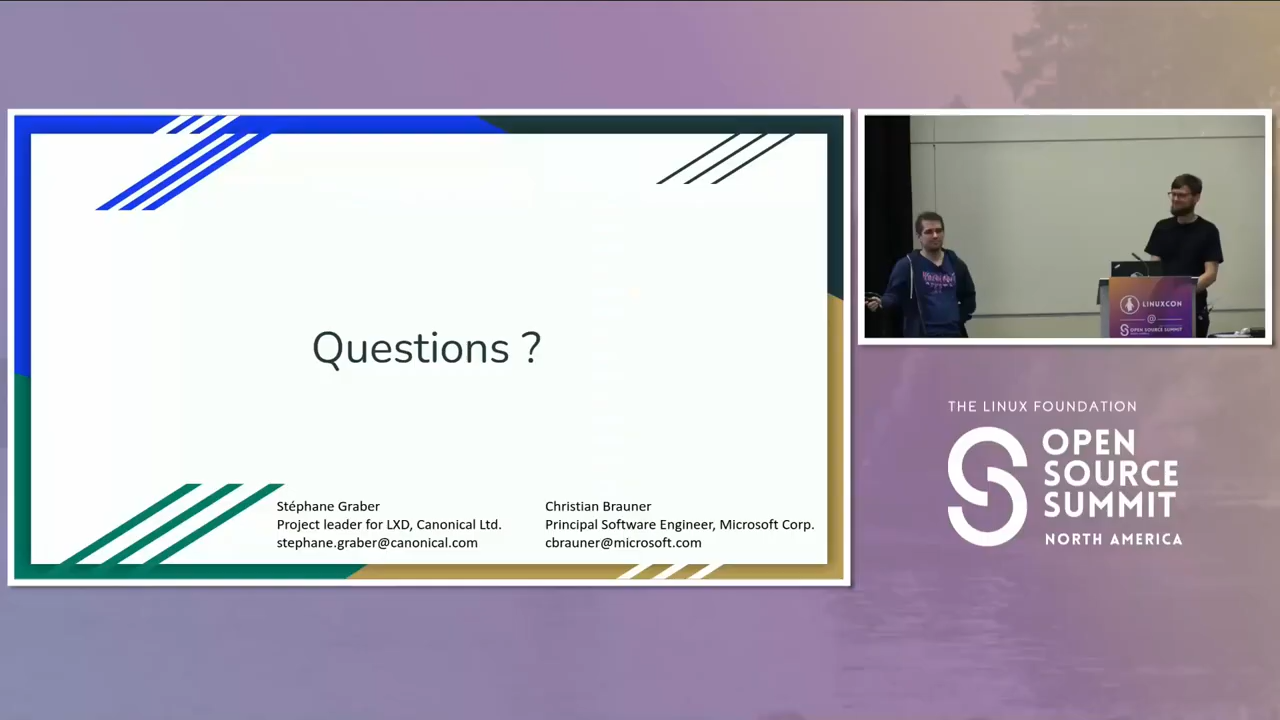 Questions ?
Stéphane Graber
Project leader for LXD, Canonical Ltd.
stephane.graber@canonical.com
Christian Brauner
Principal Software Engineer, Microsoft Corp.
cbrauner@microsoft.com
LINUXCON
@
OPEN SOURCE SUMMIT
THE LINUX FOUNDATION
OPEN
SOURCE
SUMMIT
NORTH AMERICA